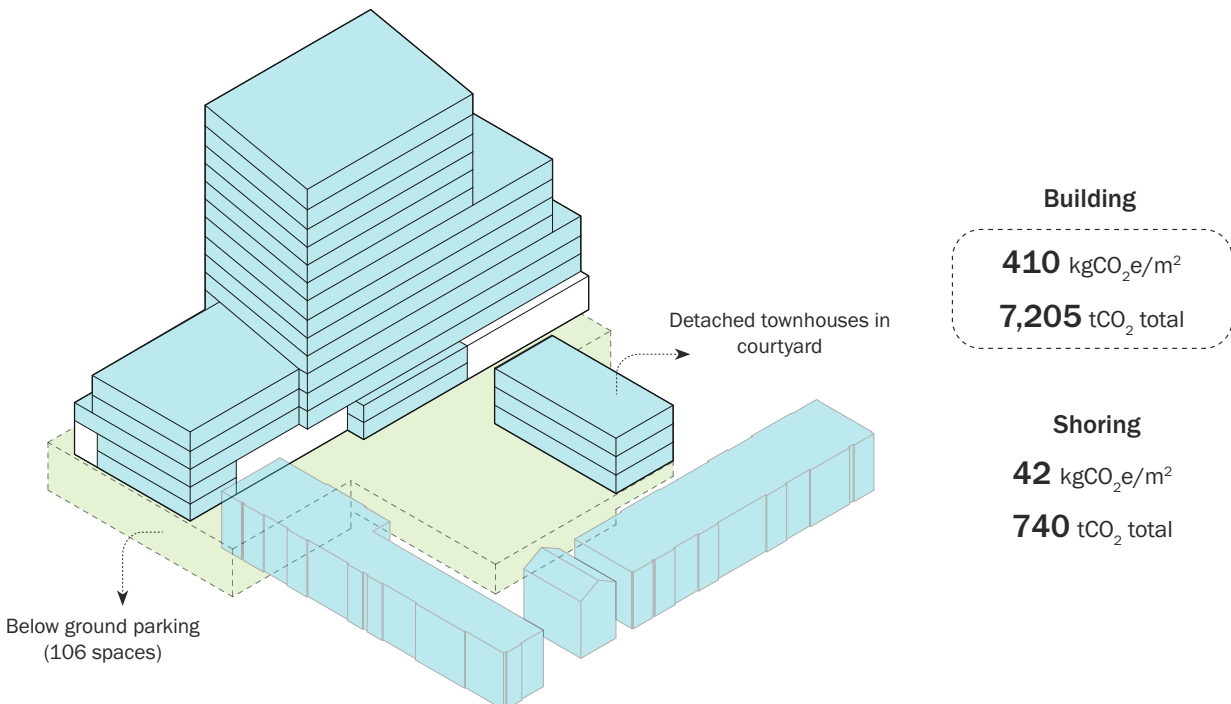 Building
410 kgCO₂e/m²
7,205 tCO₂ total
Detached townhouses in
courtyard
Shoring
42 kgCO₂e/m²
740 tCO₂ total
Below ground parking
(106 spaces)